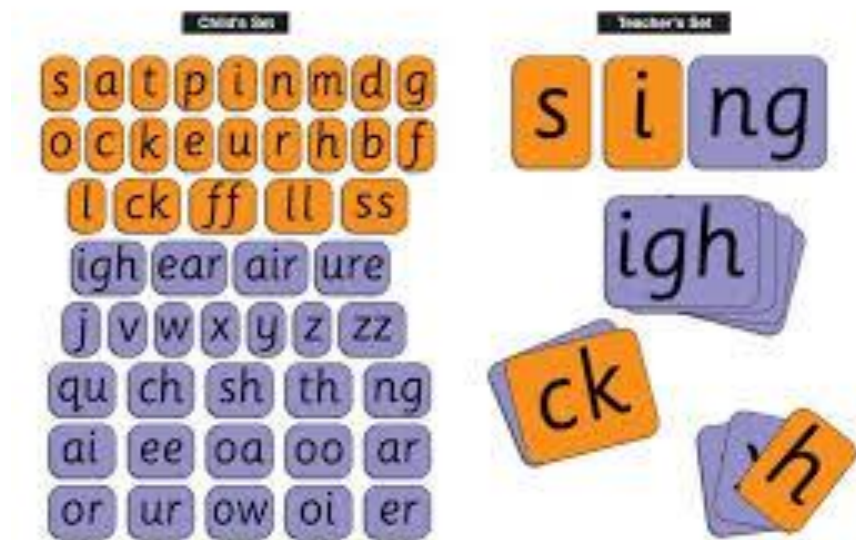 Child's Set
s a t p i n m d g
o c k e u r h b f
l ck ff ll ss
igh ear air ure
j v w x y z zz
qu ch sh th ng
ai ee oa oo ar
or ur ow oi er
Teacher's Set
s i ng
igh
ck
h